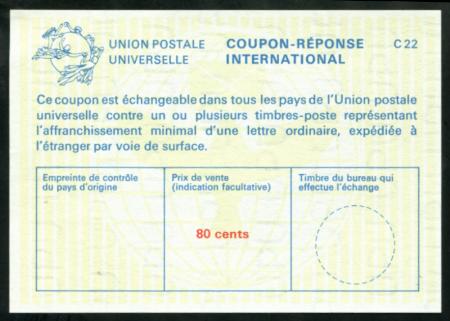 UNION POSTALE
UNIVERSELLE
COUPON-RÉPONSE
INTERNATIONAL
C 22
Ce coupon est échangeable dans tous les pays de l'Union postale
universelle contre un ou plusieurs timbres-poste représentant
l'affranchissement minimal d'une lettre ordinaire, expédiée à
l'étranger par voie de surface.
Empreinte de contrôle
du pays d'origine
Prix de vente
(indication facultative)
80 cents
Timbre du bureau qui
effectue l'échange